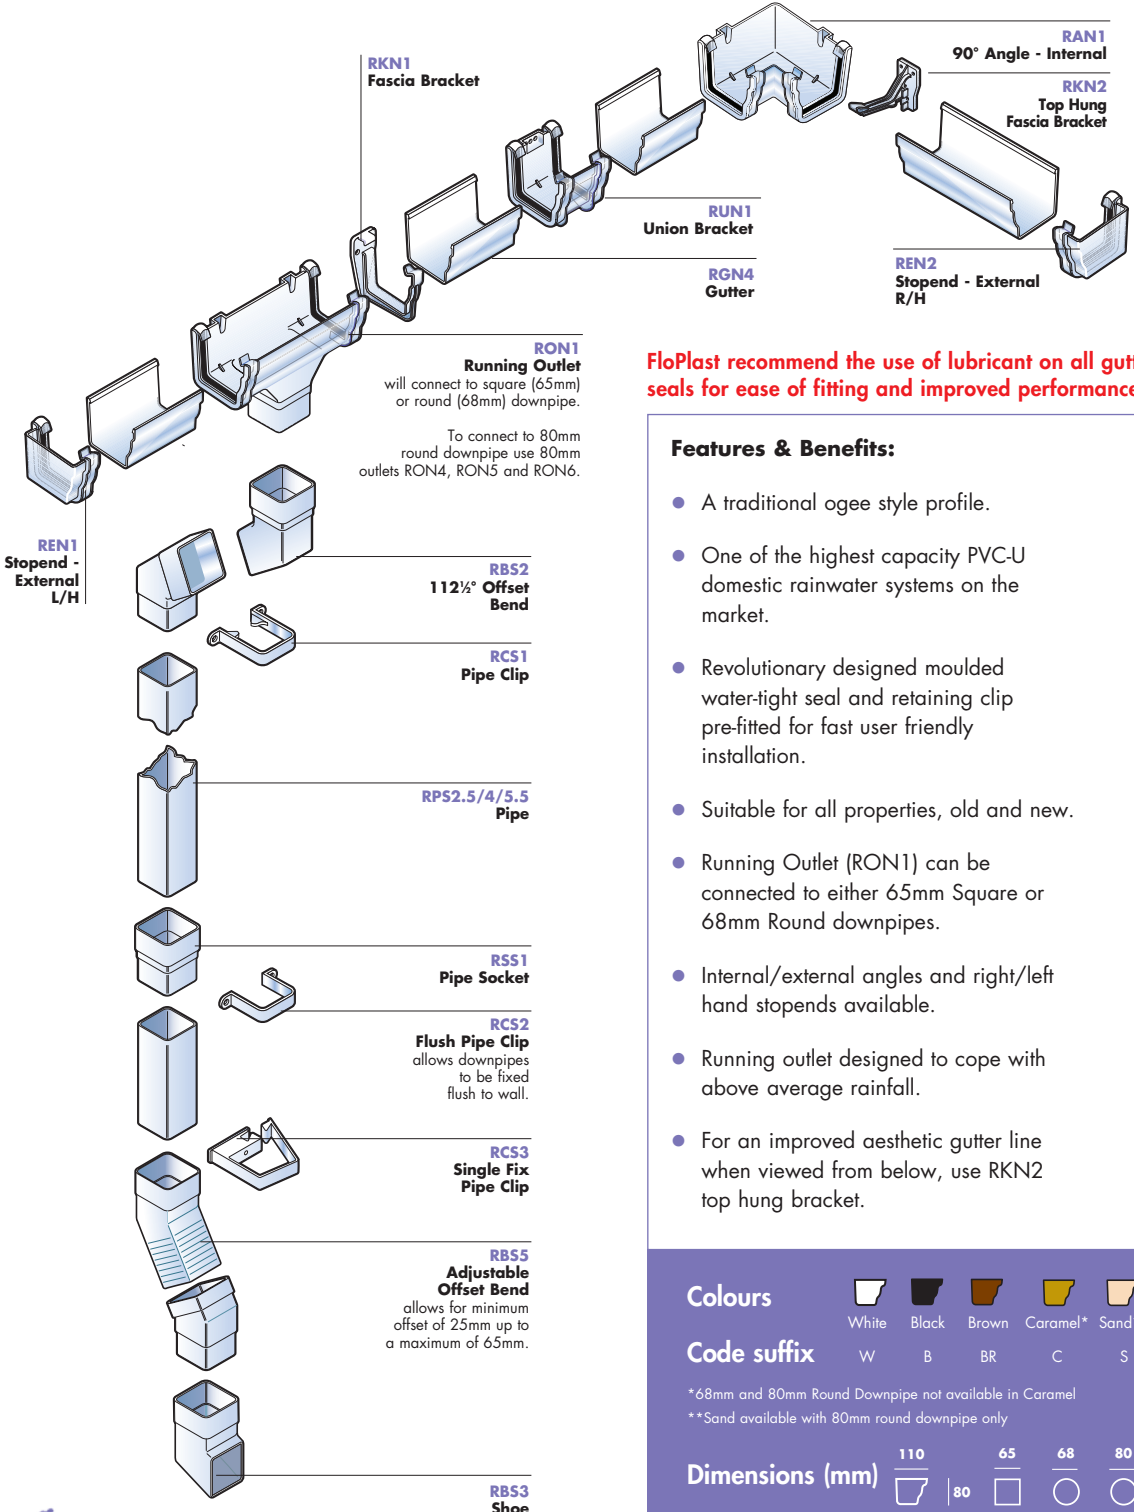 RAN1
90° Angle - Internal
RKN2
Top Hung
Fascia Bracket
RKN1
Fascia Bracket
RUN1
Union Bracket
RGN4
Gutter
REN2
Stopend - External
R/H
RON1
Running Outlet
will connect to square (65mm)
or round (68mm) downpipe.
To connect to 80mm
round downpipe use 80mm
outlets RON4, RON5 and RON6.
REN1
Stopend -
External
L/H
RBS2
112½° Offset
Bend
RCS1
Pipe Clip
RPS2.5/4/5.5
Pipe
RSS1
Pipe Socket
RCS2
Flush Pipe Clip
allows downpipes
to be fixed
flush to wall.
RCS3
Single Fix
Pipe Clip
RBS5
Adjustable
Offset Bend
allows for minimum
offset of 25mm up to
a maximum of 65mm.
RBS3
Shoe
FloPlast recommend the use of lubricant on all gutt
seals for ease of fitting and improved performance
Features & Benefits:
● A traditional ogee style profile.
● One of the highest capacity PVC-U
domestic rainwater systems on the
market.
● Revolutionary designed moulded
water-tight seal and retaining clip
pre-fitted for fast user friendly
installation.
● Suitable for all properties, old and new.
● Running Outlet (RON1) can be
connected to either 65mm Square or
68mm Round downpipes.
● Internal/external angles and right/left
hand stopends available.
● Running outlet designed to cope with
above average rainfall.
● For an improved aesthetic gutter line
when viewed from below, use RKN2
top hung bracket.
Colours
White Black Brown Caramel* Sand
Code suffix W B BR C S
*68mm and 80mm Round Downpipe not available in Caramel
**Sand available with 80mm round downpipe only
Dimensions (mm) 110 80 65 68 80